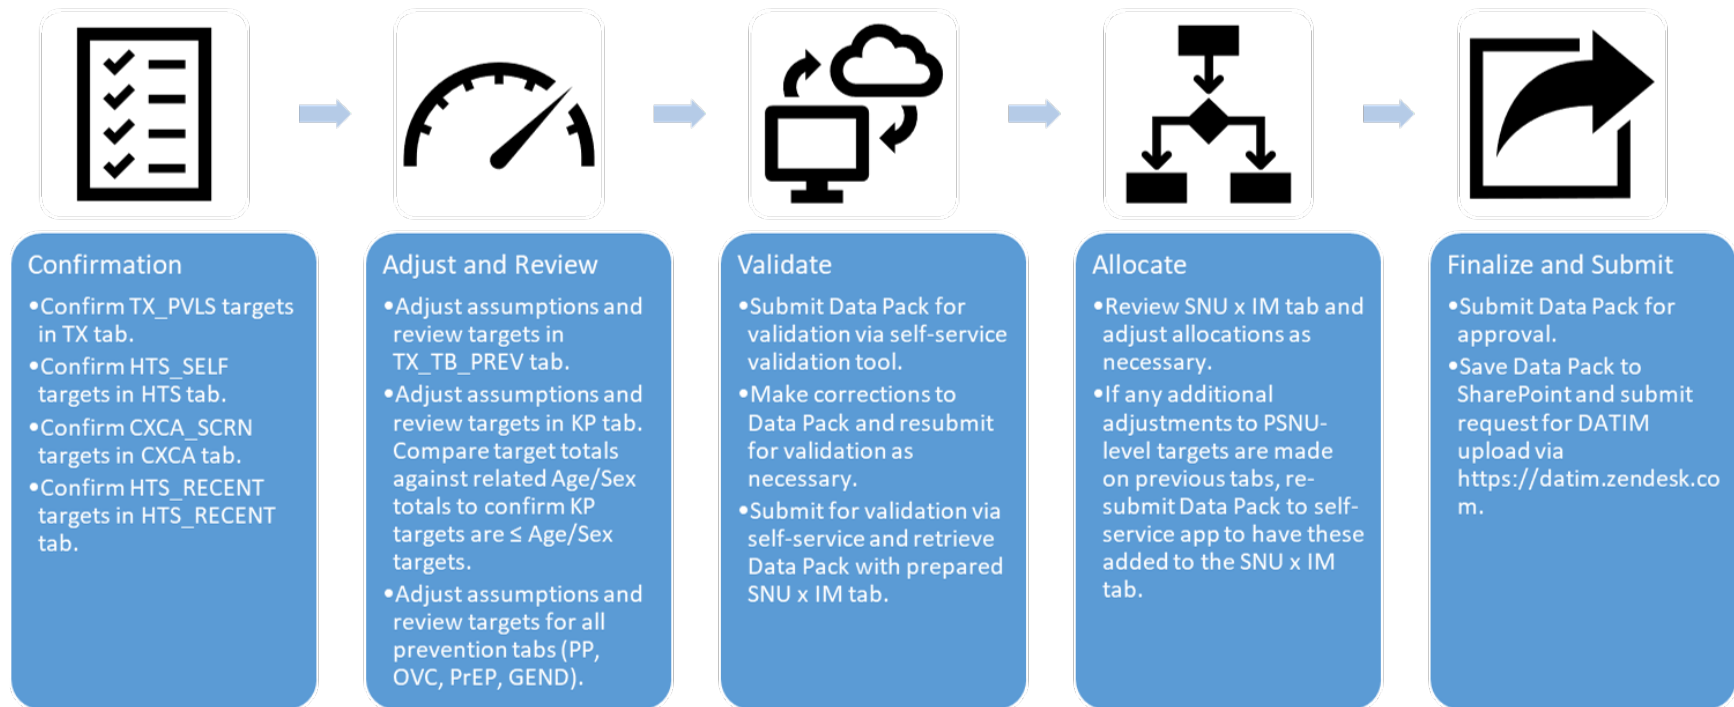 Confirmation
•Confirm TX_PVLS targets
in TX tab.
•Confirm HTS_SELF
targets in HTS tab.
•Confirm CXCA_SCRN
targets in CXCA tab.
•Confirm HTS_RECENT
targets in HTS_RECENT
tab.
Adjust and Review
•Adjust assumptions and
review targets in
TX_TB_PREV tab.
•Adjust assumptions and
review targets in KP tab.
Compare target totals
against related Age/Sex
totals to confirm KP
targets are ≤ Age/Sex
targets.
•Adjust assumptions and
review targets for all
prevention tabs (PP,
OVC, PrEP, GEND).
Validate
•Submit Data Pack for
validation via self-service
validation tool.
•Make corrections to
Data Pack and resubmit
for validation as
necessary.
•Submit for validation via
self-service and retrieve
Data Pack with prepared
SNU x IM tab.
Allocate
•Review SNU x IM tab and
adjust allocations as
necessary.
•If any additional
adjustments to PSNU-
level targets are made
on previous tabs, re-
submit Data Pack to self-
service app to have these
added to the SNU x IM
tab.
Finalize and Submit
•Submit Data Pack for
approval.
•Save Data Pack to
SharePoint and submit
request for DATIM
upload via
https://datim.zendesk.co
m.